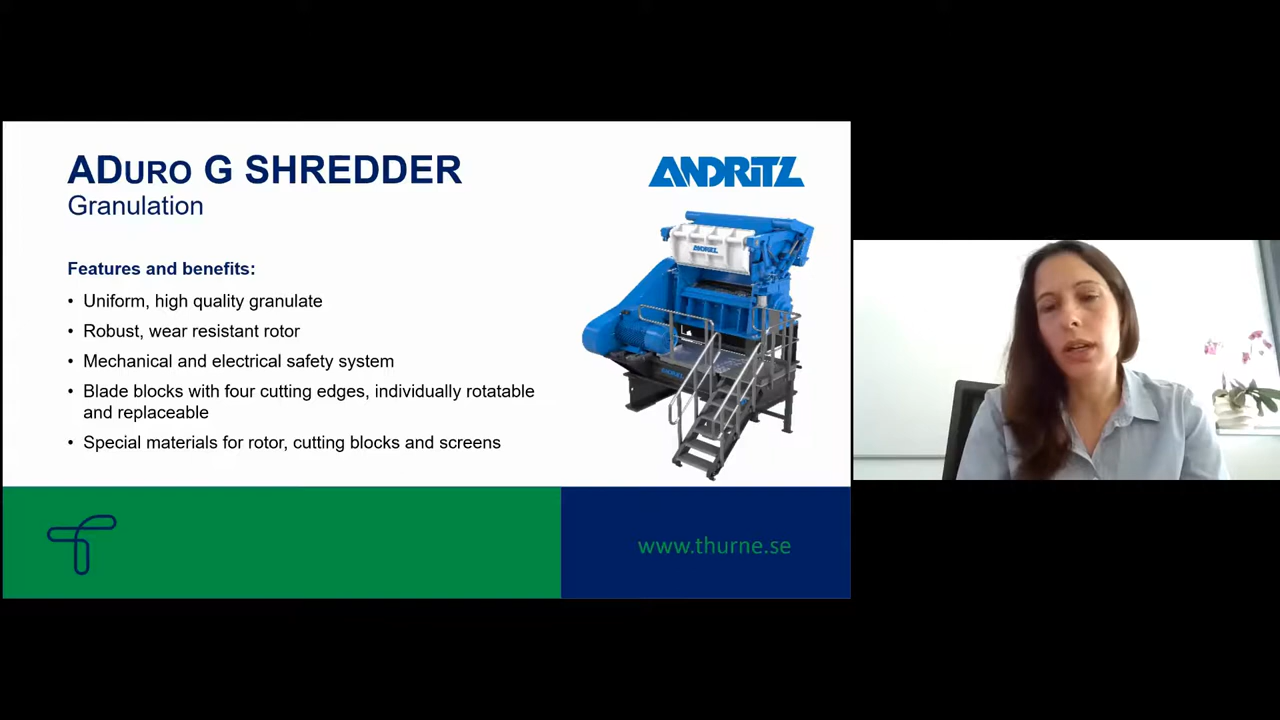 ADURO G SHREDDER
Granulation
ANDRITZ
Features and benefits:
• Uniform, high quality granulate
• Robust, wear resistant rotor
• Mechanical and electrical safety system
• Blade blocks with four cutting edges, individually rotatable
and replaceable
• Special materials for rotor, cutting blocks and screens
ANDRITZ
ANDRITZ
www.thurne.se